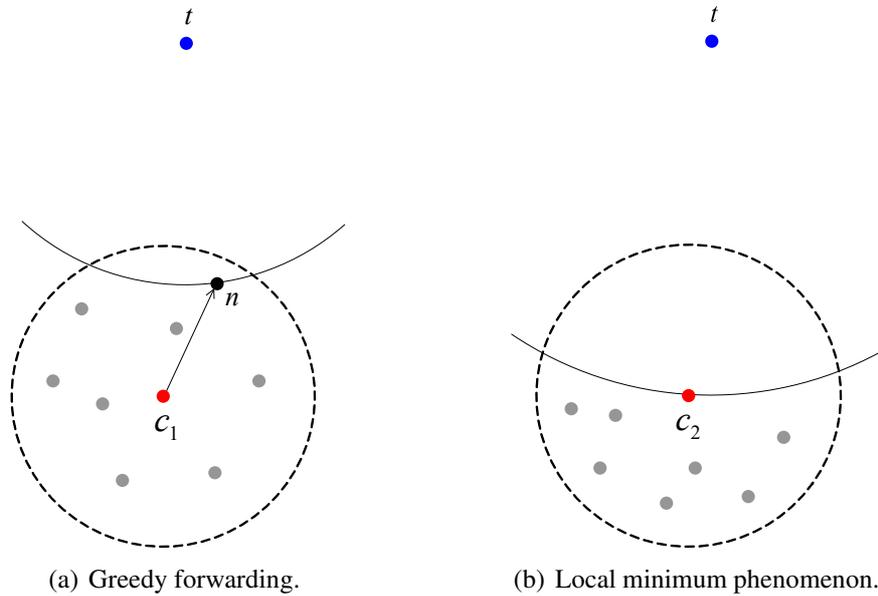 t
t
n
c1
c2
(a) Greedy forwarding.
(b) Local minimum phenomenon.